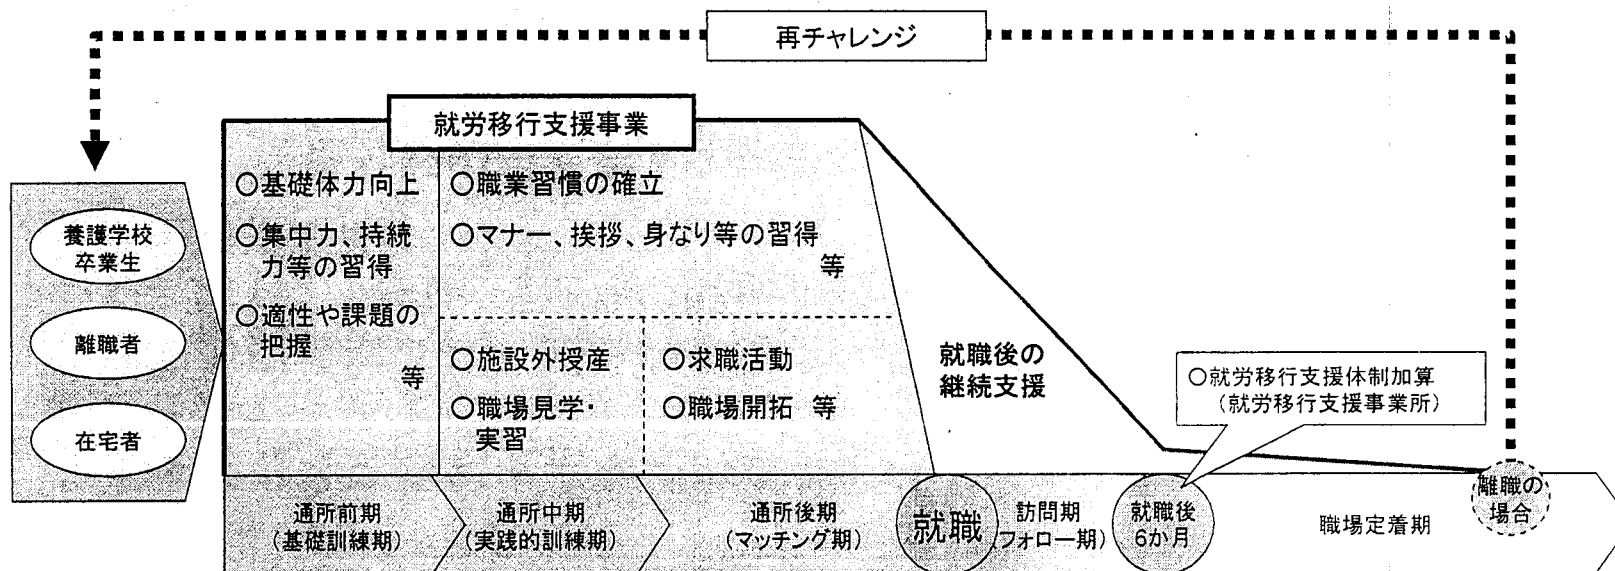 再チャレンジ
就労移行支援事業
養護学校
卒業生
離職者
在宅者
○基礎体力向上
○集中力、持続
力等の習得
○適性や課題の
把握
等
○職業習慣の確立
○マナー、挨拶、身なり等の習得
等
○施設外授産
○職場見学・
実習
○求職活動
○職場開拓 等
就職後の
継続支援
○就労移行支援体制加算
(就労移行支援事業所)
通所前期
(基礎訓練期)
通所中期
(実践的訓練期)
通所後期
(マッチング期)
就職
訪問期
(フォロー期)
就職後
6か月
職場定着期
離職の
場合